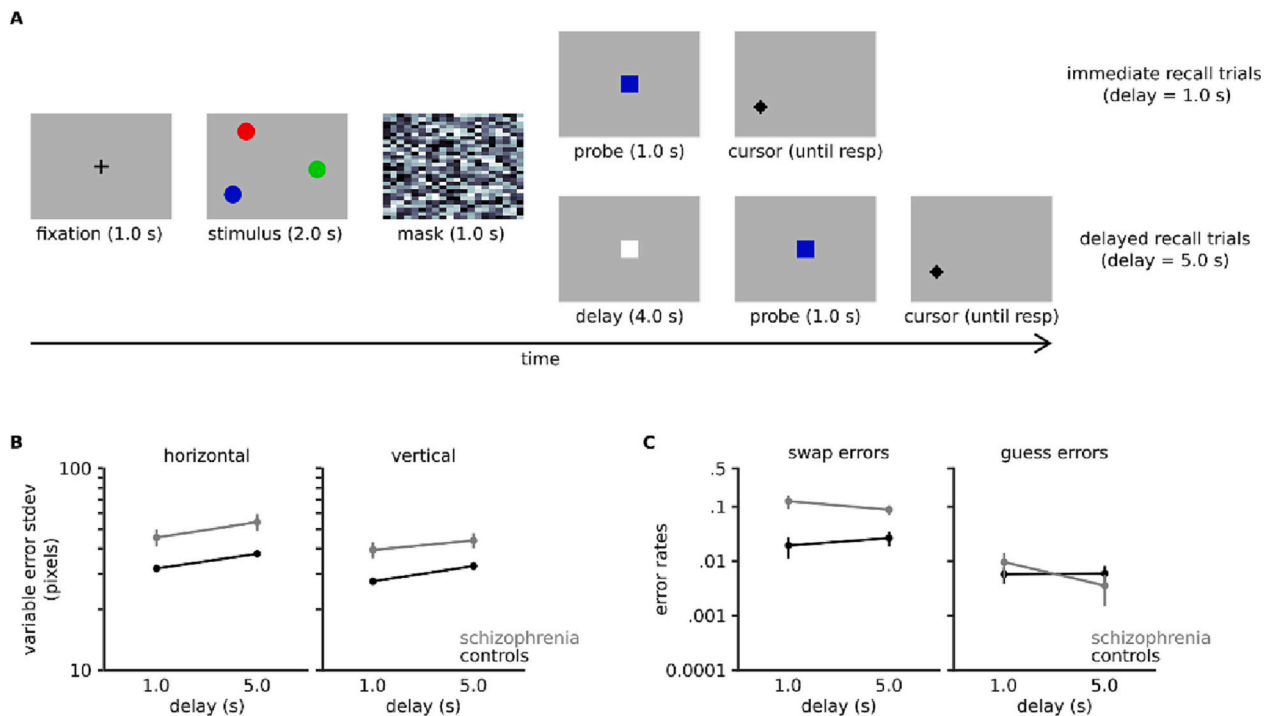 A
immediate recall trials
(delay = 1.0 s)
probe (1.0 s)
cursor (until resp)
fixation (1.0 s)
stimulus (2.0 s)
mask (1.0 s)
delayed recall trials
(delay = 5.0 s)
delay (4.0 s)
probe (1.0 s)
cursor (until resp)
time
B
horizontal
vertical
variable error stdev
(pixels)
100
10
schizophrenia
controls
1.0
5.0
1.0
5.0
delay (s)
delay (s)
C
swap errors
guess errors
error rates
.5
.1
.01
.001
0.0001
schizophrenia
controls
1.0
5.0
1.0
5.0
delay (s)
delay (s)